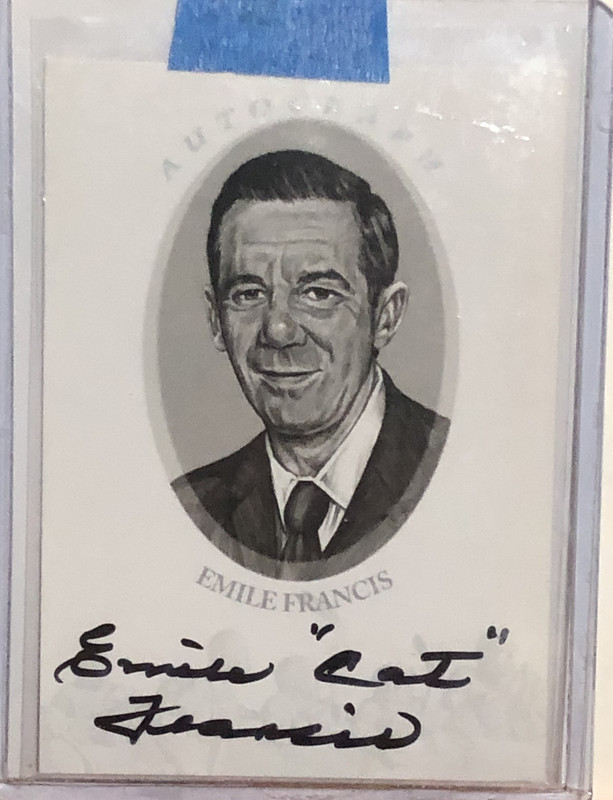 AUTOGRAPH
EMILE FRANCIS
Emile "Cat"
Francis